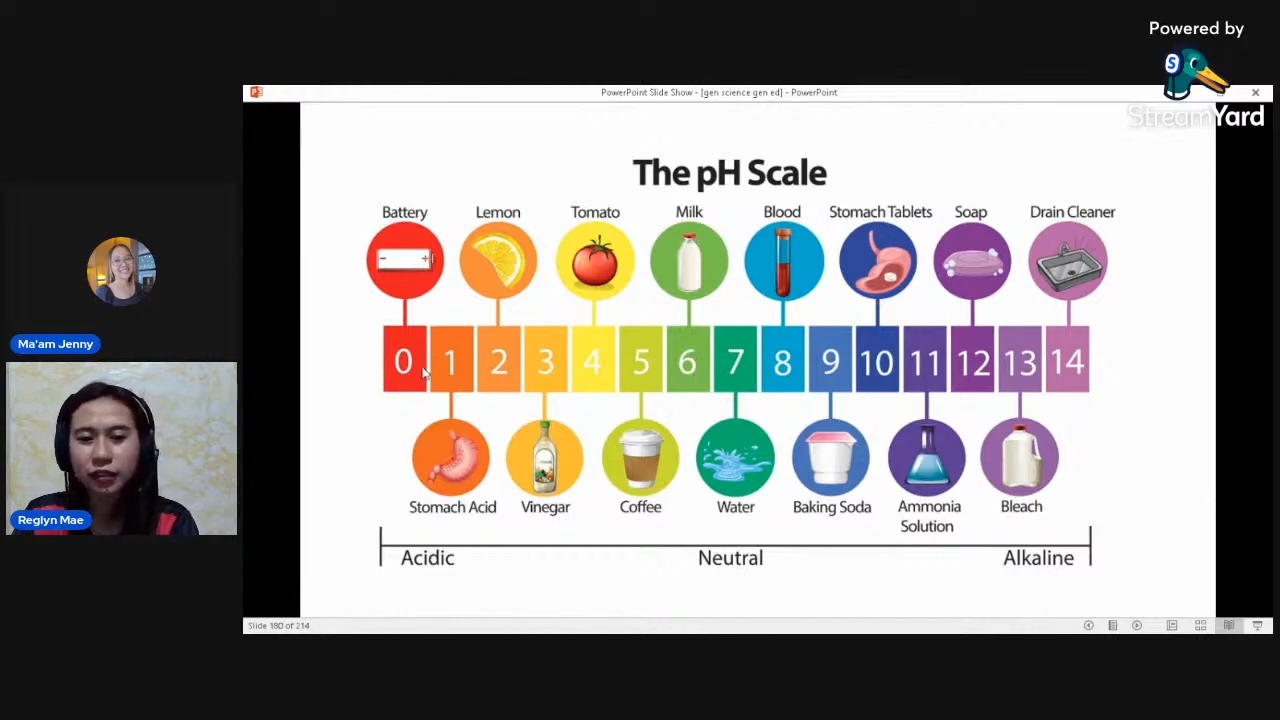 Powered by
StreamYard
PowerPoint Slide Show - [gen science gen ed] - PowerPoint
The pH Scale
Battery Lemon Tomato Milk Blood Stomach Tablets Soap Drain Cleaner
0 1 2 3 4 5 6 7 8 9 10 11 12 13 14
Stomach Acid Vinegar Coffee Water Baking Soda Ammonia Solution Bleach
Acidic Neutral Alkaline
Slide 180 of 214
Ma'am Jenny
Reglyn Mae